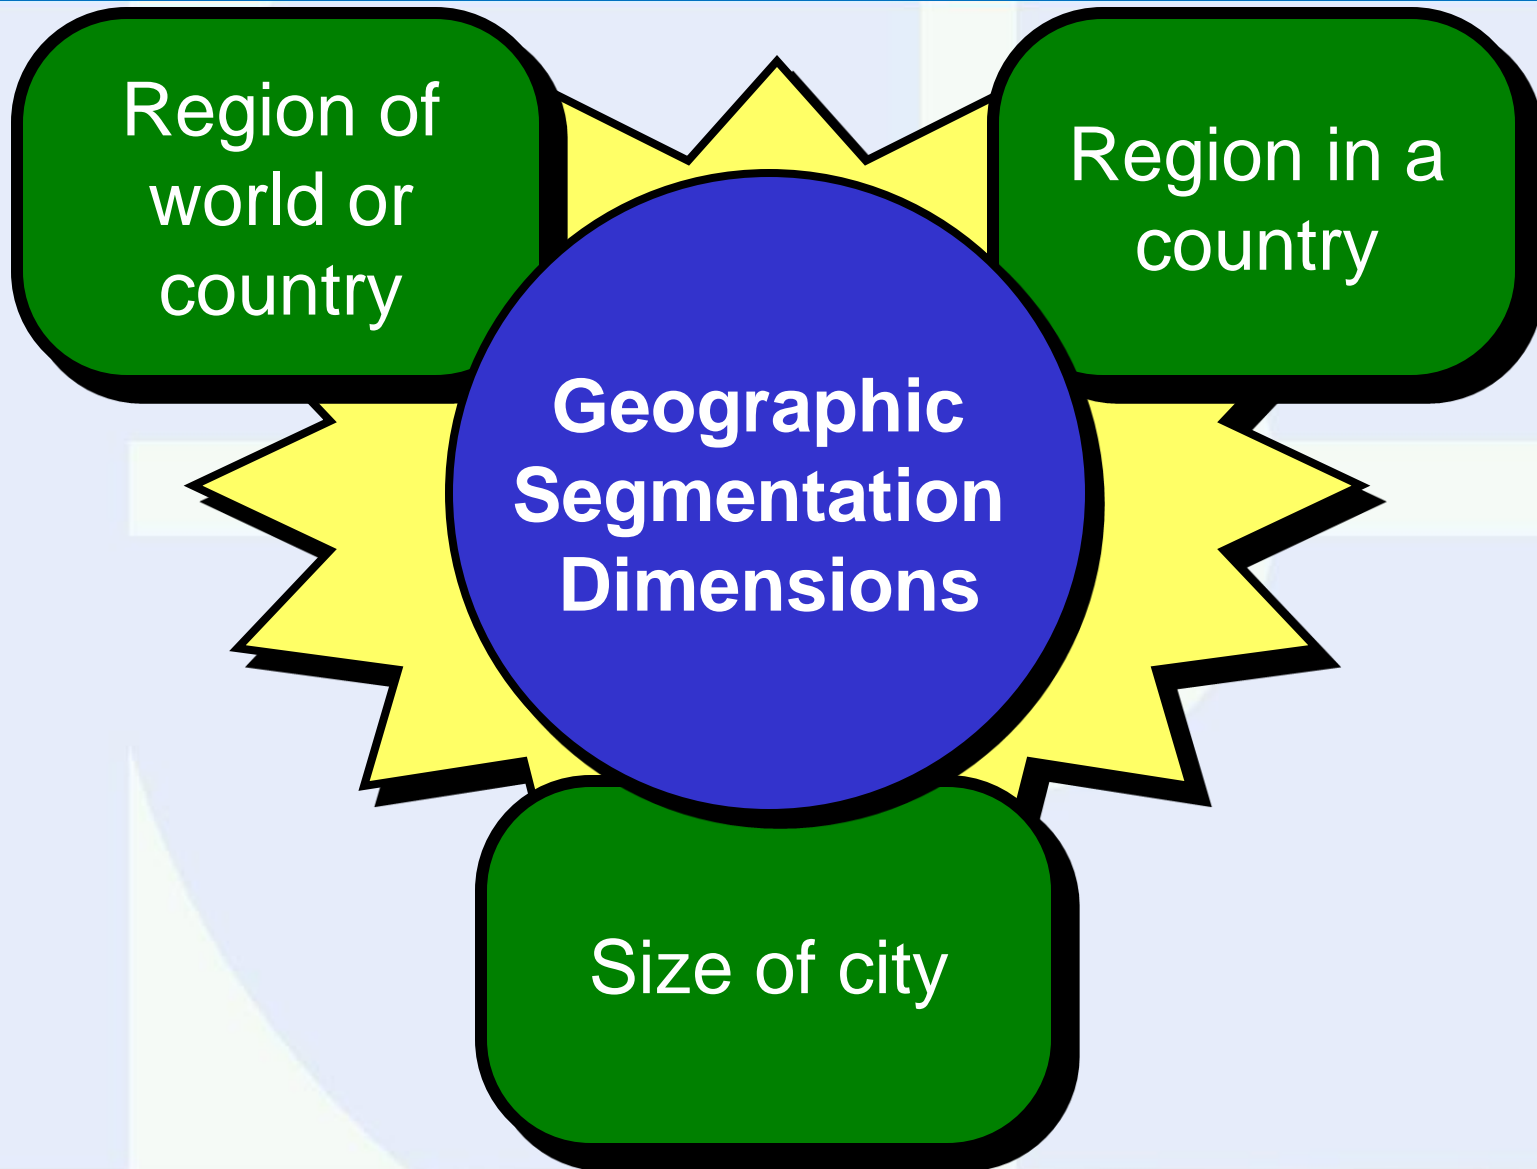 Region of
world or
country
Region in a
country
Geographic
Segmentation
Dimensions
Size of city